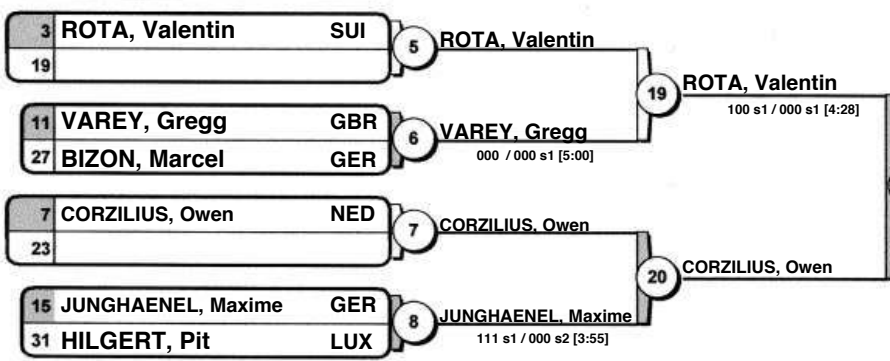 3 ROTA, Valentin SUI
19
5 ROTA, Valentin
11 VAREY, Gregg GBR
27 BIZON, Marcel GER
6 VAREY, Gregg
000 / 000 s1 [5:00]
19 ROTA, Valentin
100 s1 / 000 s1 [4:28]
7 CORZILIUS, Owen NED
23
7 CORZILIUS, Owen
15 JUNGHAENEL, Maxime GER
31 HILGERT, Pit LUX
8 JUNGHAENEL, Maxime
111 s1 / 000 s2 [3:55]
20 CORZILIUS, Owen